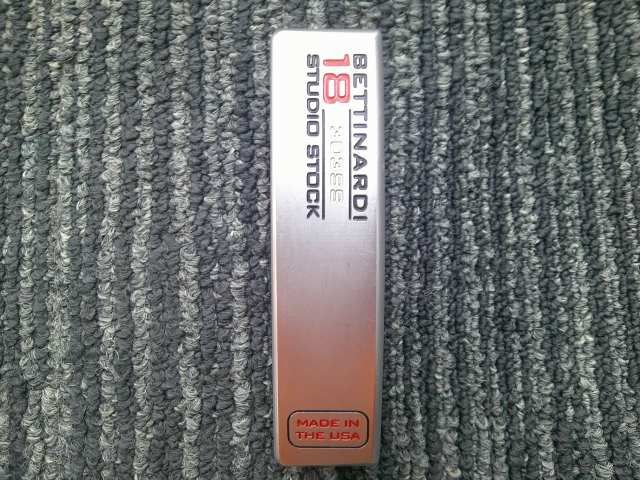 BETTINARDI
18
STUDIO STOCK
MADE IN
THE USA